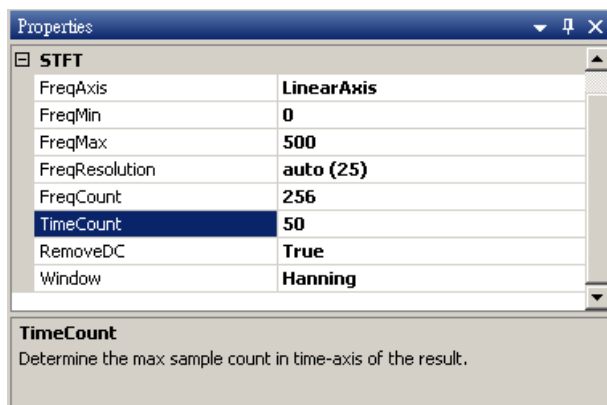 Properties
STFT
FreqAxis LinearAxis
FreqMin 0
FreqMax 500
FreqResolution auto (25)
FreqCount 256
TimeCount 50
RemoveDC True
Window Hanning
TimeCount
Determine the max sample count in time-axis of the result.